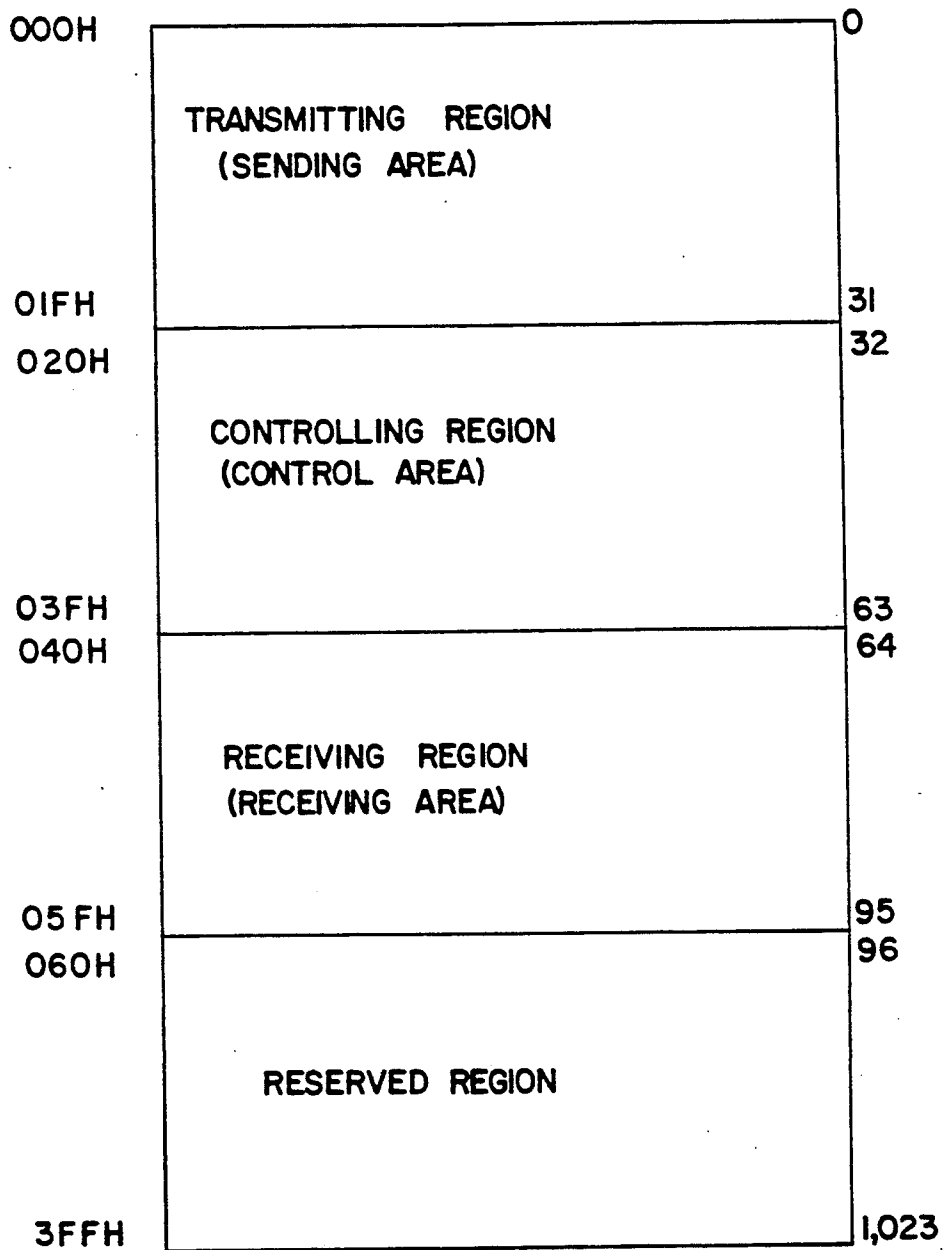 000H 0
TRANSMITTING REGION
(SENDING AREA)
01FH 31
020H 32
CONTROLLING REGION
(CONTROL AREA)
03FH 63
040H 64
RECEIVING REGION
(RECEIVING AREA)
05FH 95
060H 96
RESERVED REGION
3FFH 1,023